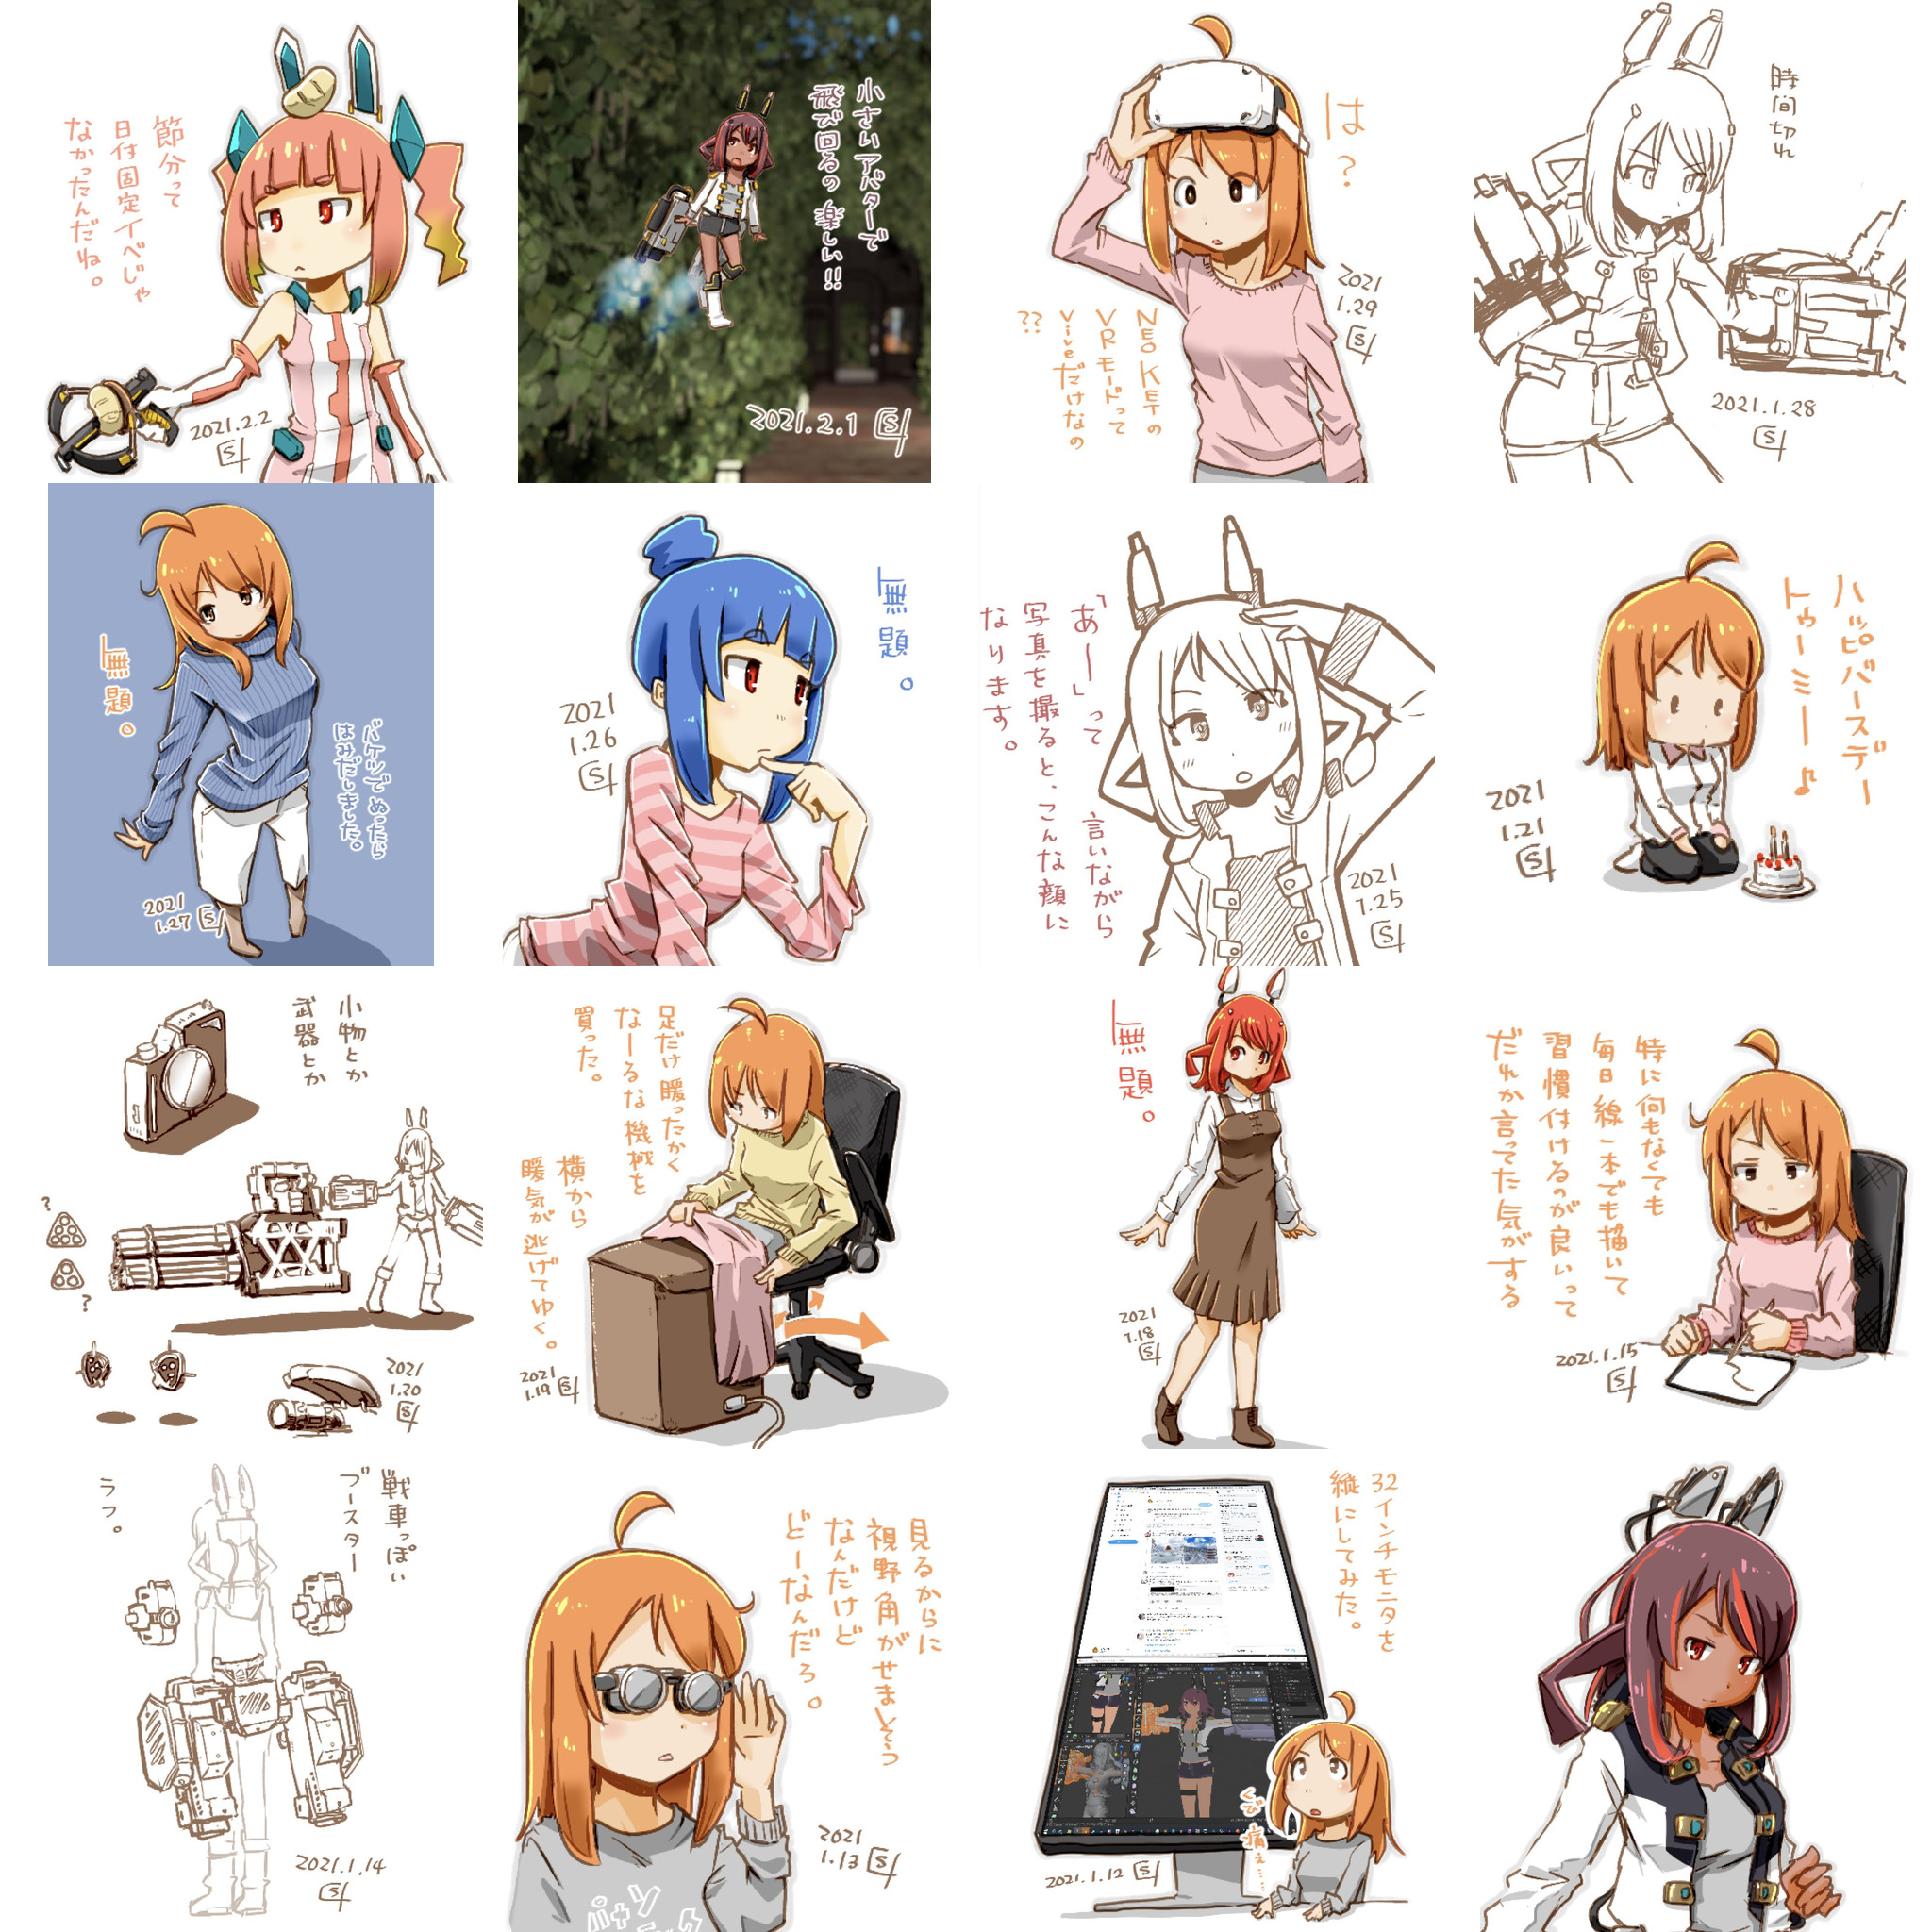 節分って
日付固定イベじゃ
なかったんだね。
2021.2.2
小さいアバターで
飛び回るの楽しい!!
2021.2.1
は?
2021
1.29
NEO KETの
VRモードって
Viveだけなの
??
時間切れ
2021.1.28
無題。
バケツでぬったら
はみだしました。
2021
1.27
無題。
2021
1.26
「あー」って言いながら
写真を撮ると、こんな顔に
なります。
2021
1.25
ハッピバースデー
トゥーミー♪
2021
1.21
小物とか
武器とか
?
?
2021
1.20
足だけ暖ったかく
なーるな機械を
買った。
横から
暖気が逃げてゆく。
2021
1.19
無題。
2021
1.18
特に何もなくても
毎日線一本でも描いて
習慣付けるのが良いって
だれか言ってた気がする
2021.1.15
戦車っぽい
ブースター
ラフ。
2021.1.14
見るからに
視野角がせまそう
なんだけど
どーなんだろ。
2021
1.13
32インチモニタを
縦にしてみた。
くび
痛ぇ……
2021.1.12